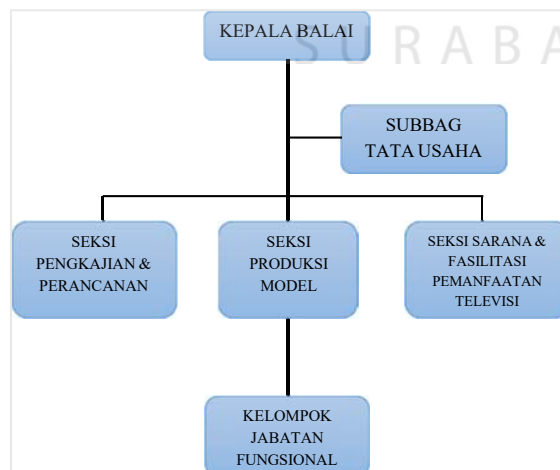 KEPALA BALAI
SURABA
SUBBAG
TATA USAHA
SEKSI
PENGKAJIAN &
PERANCANAN
SEKSI
PRODUKSI
MODEL
SEKSI SARANA &
FASILITASI
PEMANFAATAN
TELEVISI
KELOMPOK
JABATAN
FUNGSIONAL